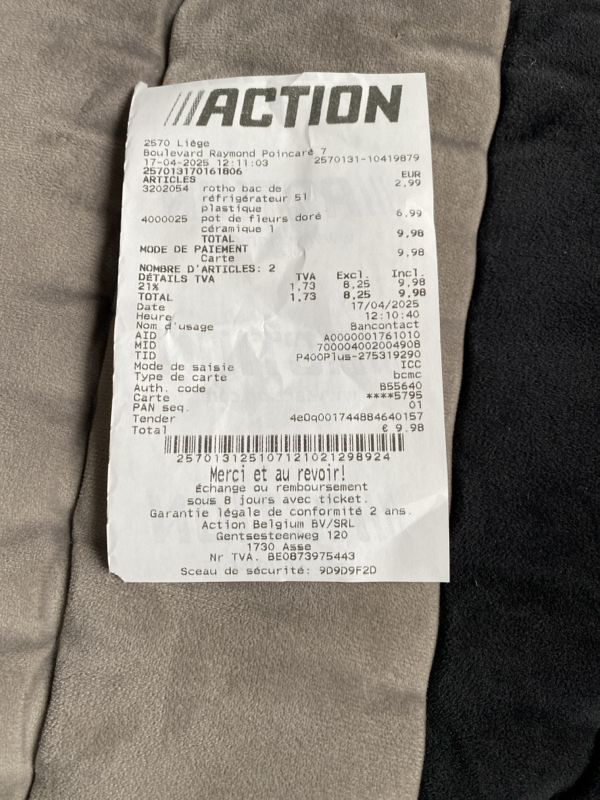 ///ACTION
2570 Liège
Boulevard Raymond Poincaré 7
17-04-2025 12:11:03 2570131-10419879
257013170161806
ARTICLES EUR
3202054 rotho bac de 2,99
réfrigérateur 5l
plastique
4000025 pot de fleurs doré 6,99
céramique 1
TOTAL 9,98
MODE DE PAIEMENT
Carte 9,98
NOMBRE D'ARTICLES: 2
DÉTAILS TVA TVA Excl. Incl.
21% 1,73 8,25 9,98
TOTAL 1,73 8,25 9,98
Date 17/04/2025
Heure 12:10:40
Nom d'usage Bancontact
AID A0000001761010
MID 700004002004908
TID P400Plus-275319290
Mode de saisie ICC
Type de carte bcmc
Auth. code B55640
Carte ****5795
PAN seq. 01
Tender 4e0q001744884640157
Total € 9.98
257013125107121021298924
Merci et au revoir!
Échange ou remboursement
sous 8 jours avec ticket.
Garantie légale de conformité 2 ans.
Action Belgium BV/SRL
Gentsesteenweg 120
1730 Asse
Nr TVA. BE0873975443
Sceau de sécurité: 9D9D9F2D